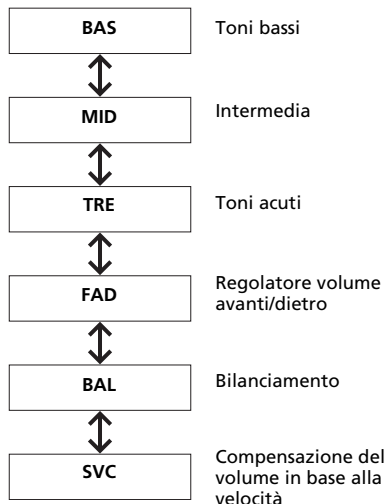 BAS Toni bassi
MID Intermedia
TRE Toni acuti
FAD Regolatore volume
avanti/dietro
BAL Bilanciamento
SVC Compensazione del
volume in base alla
velocità